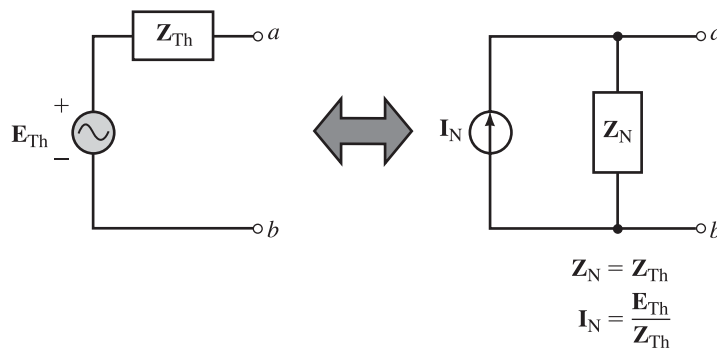 Z_Th
a
+
E_Th
−
b
I_N
Z_N
a
b
Z_N = Z_Th
I_N = E_Th / Z_Th